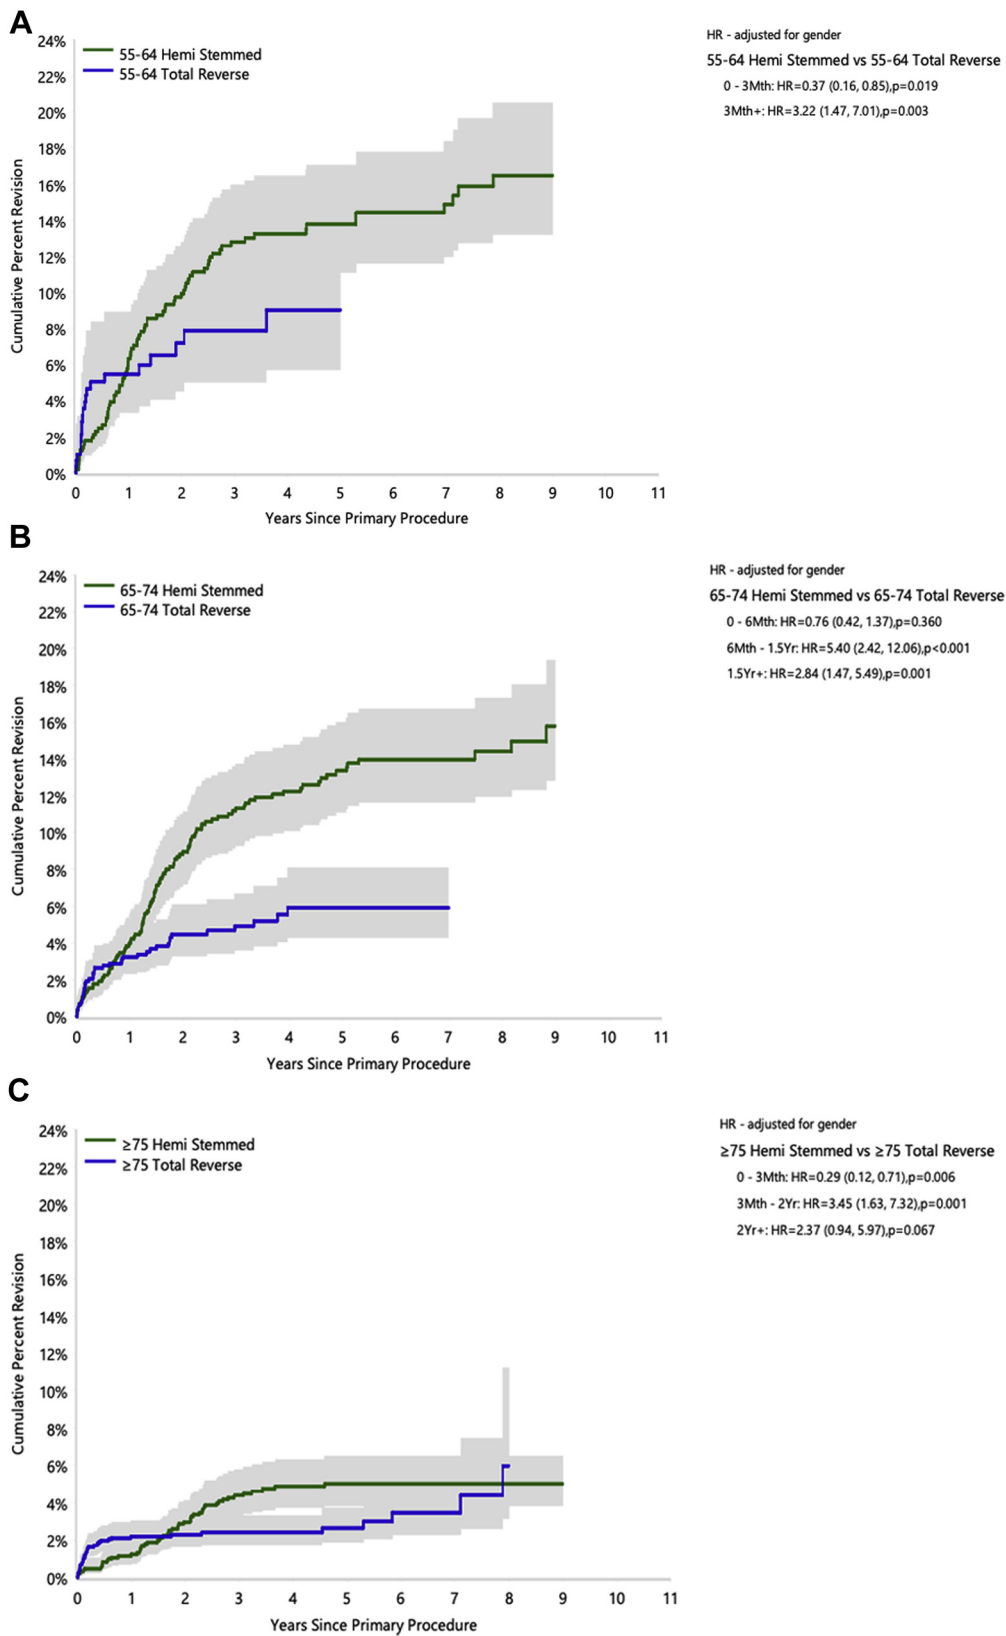 A
24%
22%
20%
18%
16%
14%
12%
10%
8%
6%
4%
2%
0%
Cumulative Percent Revision
55-64 Hemi Stemmed
55-64 Total Reverse
0 1 2 3 4 5 6 7 8 9 10 11
Years Since Primary Procedure
HR - adjusted for gender
55-64 Hemi Stemmed vs 55-64 Total Reverse
0 - 3Mth: HR=0.37 (0.16, 0.85),p=0.019
3Mth+: HR=3.22 (1.47, 7.01),p=0.003
B
24%
22%
20%
18%
16%
14%
12%
10%
8%
6%
4%
2%
0%
Cumulative Percent Revision
65-74 Hemi Stemmed
65-74 Total Reverse
0 1 2 3 4 5 6 7 8 9 10 11
Years Since Primary Procedure
HR - adjusted for gender
65-74 Hemi Stemmed vs 65-74 Total Reverse
0 - 6Mth: HR=0.76 (0.42, 1.37),p=0.360
6Mth - 1.5Yr: HR=5.40 (2.42, 12.06),p<0.001
1.5Yr+: HR=2.84 (1.47, 5.49),p=0.001
C
24%
22%
20%
18%
16%
14%
12%
10%
8%
6%
4%
2%
0%
Cumulative Percent Revision
≥75 Hemi Stemmed
≥75 Total Reverse
0 1 2 3 4 5 6 7 8 9 10 11
Years Since Primary Procedure
HR - adjusted for gender
≥75 Hemi Stemmed vs ≥75 Total Reverse
0 - 3Mth: HR=0.29 (0.12, 0.71),p=0.006
3Mth - 2Yr: HR=3.45 (1.63, 7.32),p=0.001
2Yr+: HR=2.37 (0.94, 5.97),p=0.067